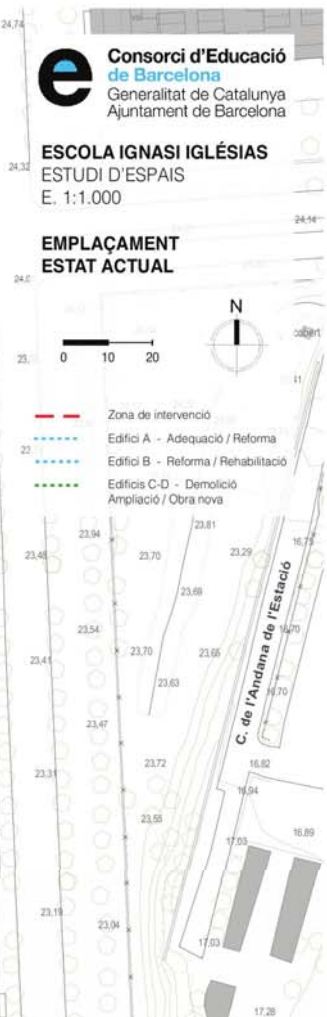 24,74
Consorci d'Educació
de Barcelona
Generalitat de Catalunya
Ajuntament de Barcelona
ESCOLA IGNASI IGLÉSIAS
24,32
ESTUDI D'ESPAIS
E. 1:1.000
24,14
EMPLAÇAMENT
ESTAT ACTUAL
N
0 10 20
Zona de intervenció
Edifici A - Adequació / Reforma
Edifici B - Reforma / Rehabilitació
Edificis C-D - Demolició
Ampliació / Obra nova
23,81
23,94
16,73
23,48
23,70
23,29
23,69
C. de l'Andana de l'Estació
23,54
16,70
23,70
23,65
23,41
23,63
16,70
23,47
23,72
16,82
23,31
16,94
23,55
16,89
17,03
23,19
23,04
17,03
17,28